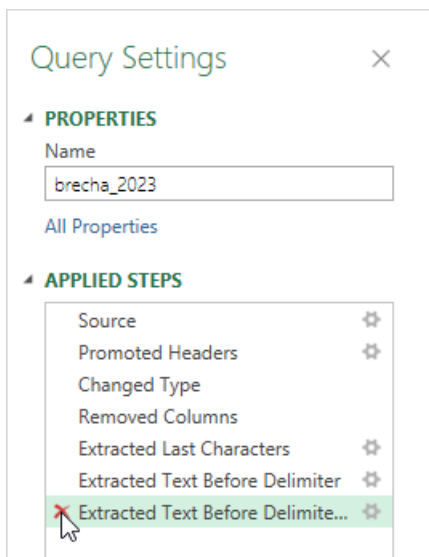 Query Settings
PROPERTIES
Name
brecha_2023
All Properties
APPLIED STEPS
Source
Promoted Headers
Changed Type
Removed Columns
Extracted Last Characters
Extracted Text Before Delimiter
Extracted Text Before Delimite...